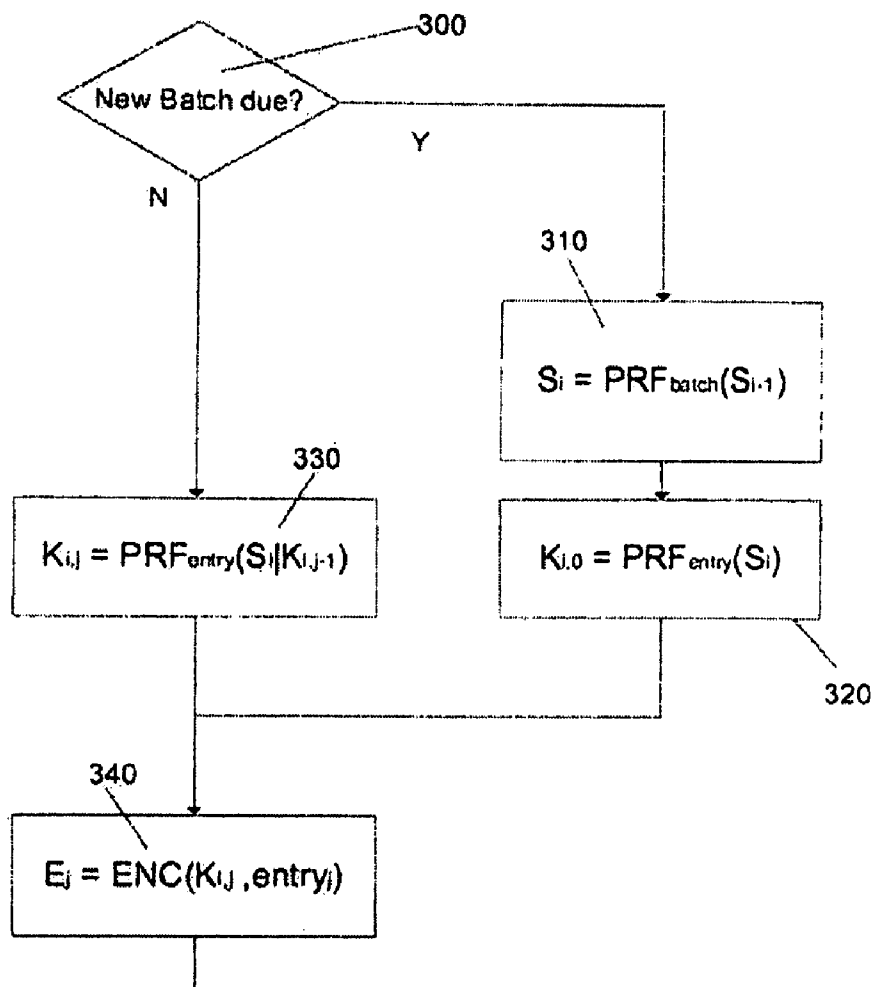 300
New Batch due?
Y
N
310
Si = PRFbatch(Si-1)
330
Ki,j = PRFentry(Si||Ki,j-1)
Ki,0 = PRFentry(Si)
320
340
Ej = ENC(Ki,j ,entryj)